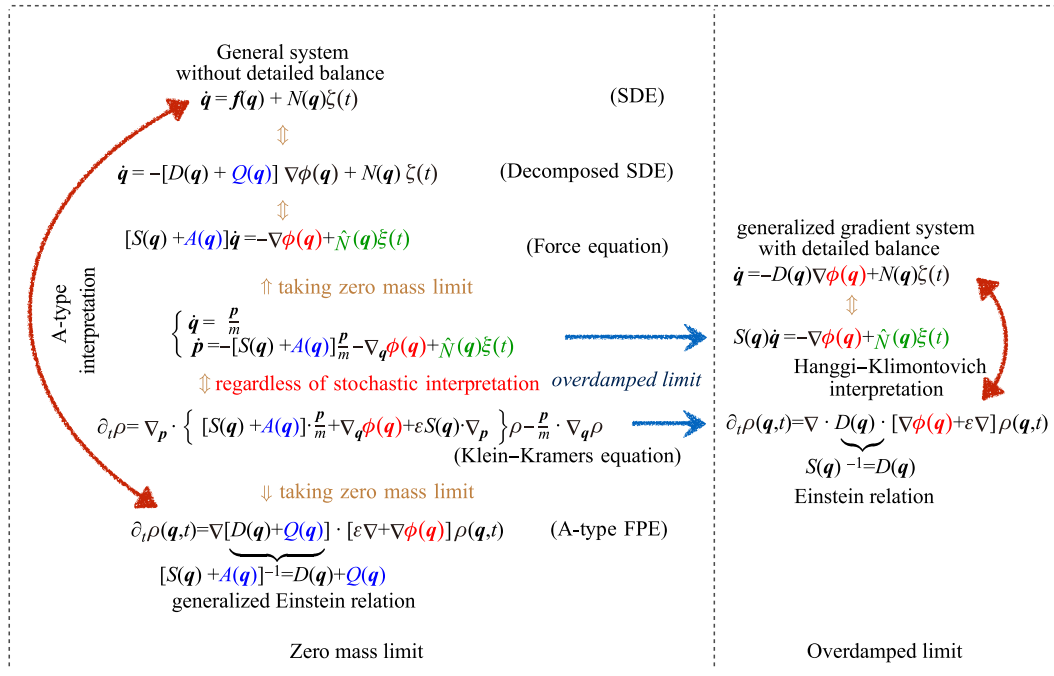 General system
without detailed balance
q̇ = f(q) + N(q)ζ(t)
(SDE)
⇕
q̇ = -[D(q) + Q(q)] ∇ϕ(q) + N(q) ζ(t)
(Decomposed SDE)
⇕
[S(q) +A(q)]q̇=-∇ϕ(q)+N̂(q)ξ(t)
(Force equation)
⇑ taking zero mass limit
A-type
interpretation
{ q̇ = p/m
ṗ=-[S(q) +A(q)]p/m-∇qϕ(q)+N̂(q)ξ(t)
⇕ regardless of stochastic interpretation
overdamped limit
∂tρ= ∇p · { [S(q) +A(q)]·p/m+∇qϕ(q)+εS(q)·∇p }ρ-p/m · ∇qρ
(Klein-Kramers equation)
⇓ taking zero mass limit
∂tρ(q,t)=∇[D(q)+Q(q)] · [ε∇+∇ϕ(q)] ρ(q,t)
(A-type FPE)
[S(q) +A(q)]⁻¹=D(q)+Q(q)
generalized Einstein relation
Zero mass limit
generalized gradient system
with detailed balance
q̇ =-D(q)∇ϕ(q)+N(q)ζ(t)
⇕
S(q)q̇=-∇ϕ(q)+N̂(q)ξ(t)
Hanggi-Klimontovich
interpretation
∂tρ(q,t)=∇ · D(q) · [∇ϕ(q)+ε∇] ρ(q,t)
S(q) ⁻¹=D(q)
Einstein relation
Overdamped limit